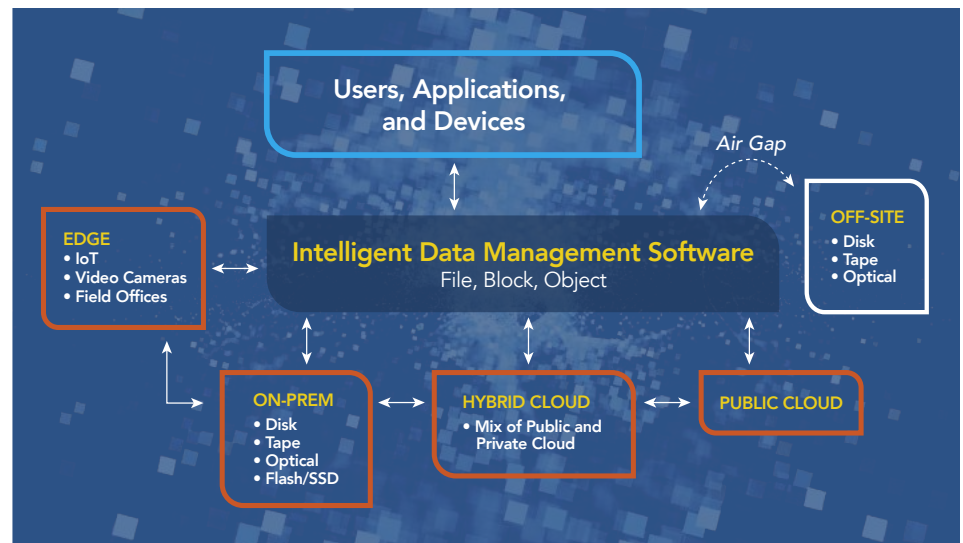 Users, Applications,
and Devices
Air Gap
EDGE
• IoT
• Video Cameras
• Field Offices
Intelligent Data Management Software
File, Block, Object
OFF-SITE
• Disk
• Tape
• Optical
ON-PREM
• Disk
• Tape
• Optical
• Flash/SSD
HYBRID CLOUD
• Mix of Public and
Private Cloud
PUBLIC CLOUD